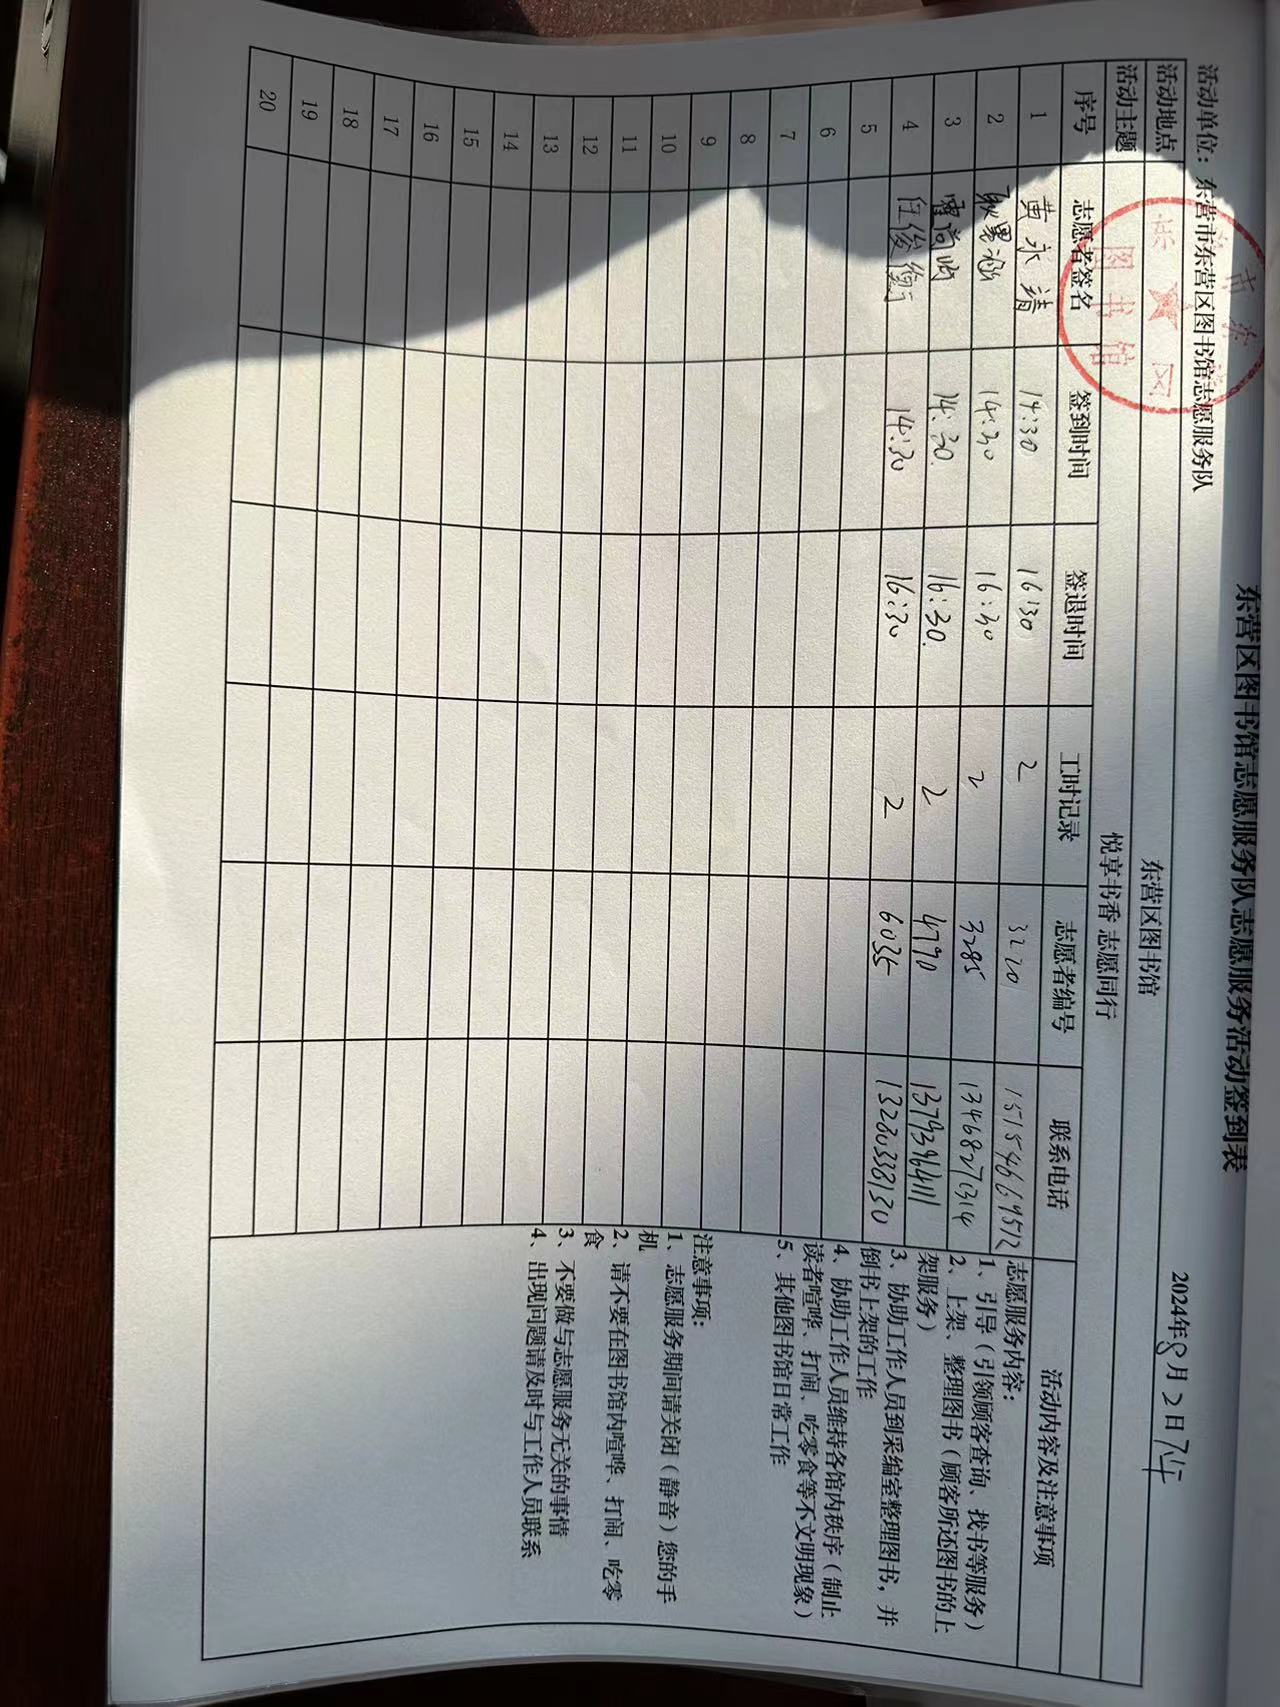 东营区图书馆志愿服务队志愿服务活动签到表
活动单位：东营市东营区图书馆志愿服务队 2024年8月2日下午
活动地点 东营区图书馆
活动主题 悦享书香 志愿同行
序号 志愿者签名 签到时间 签退时间 工时记录 志愿者编号 联系电话 活动内容及注意事项
1 黄永靖 14:30 16:30 2 3220 15154669512
2 14:30 16:30 2 3285 13468271314
3 14:30. 16:30. 2 4790 13793964111
4 任俊衡 14:30 16:30 2 6035 13280338130
5
6
7
8
9
10
11
12
13
14
15
16
17
18
19
20
志愿服务内容：
1、引导（引领顾客查询、找书等服务）
2、上架、整理图书（顾客所还图书的上
架服务）
3、协助工作人员到采编室整理图书，并
倒书上架的工作
4、协助工作人员维持各馆内秩序（制止
读者喧哗、打闹、吃零食等不文明现象）
5、其他图书馆日常工作
注意事项：
1、志愿服务期间请关闭（静音）您的手
机
2、请不要在图书馆内喧哗、打闹、吃零
食
3、不要做与志愿服务无关的事情
4、出现问题请及时与工作人员联系
图书馆